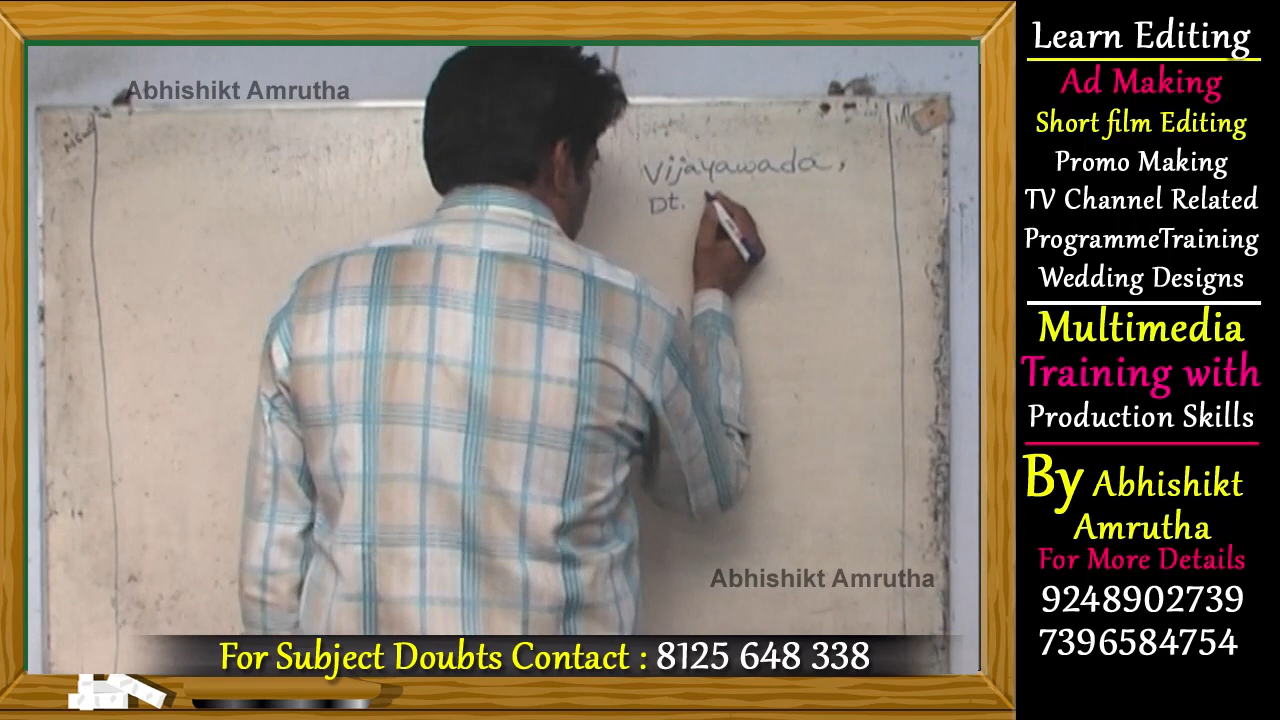 Abhishikt Amrutha
Vijayawada,
Dt.
Abhishikt Amrutha
For Subject Doubts Contact : 8125 648 338
Learn Editing
Ad Making
Short film Editing
Promo Making
TV Channel Related
ProgrammeTraining
Wedding Designs
Multimedia
Training with
Production Skills
By Abhishikt
Amrutha
For More Details
9248902739
7396584754